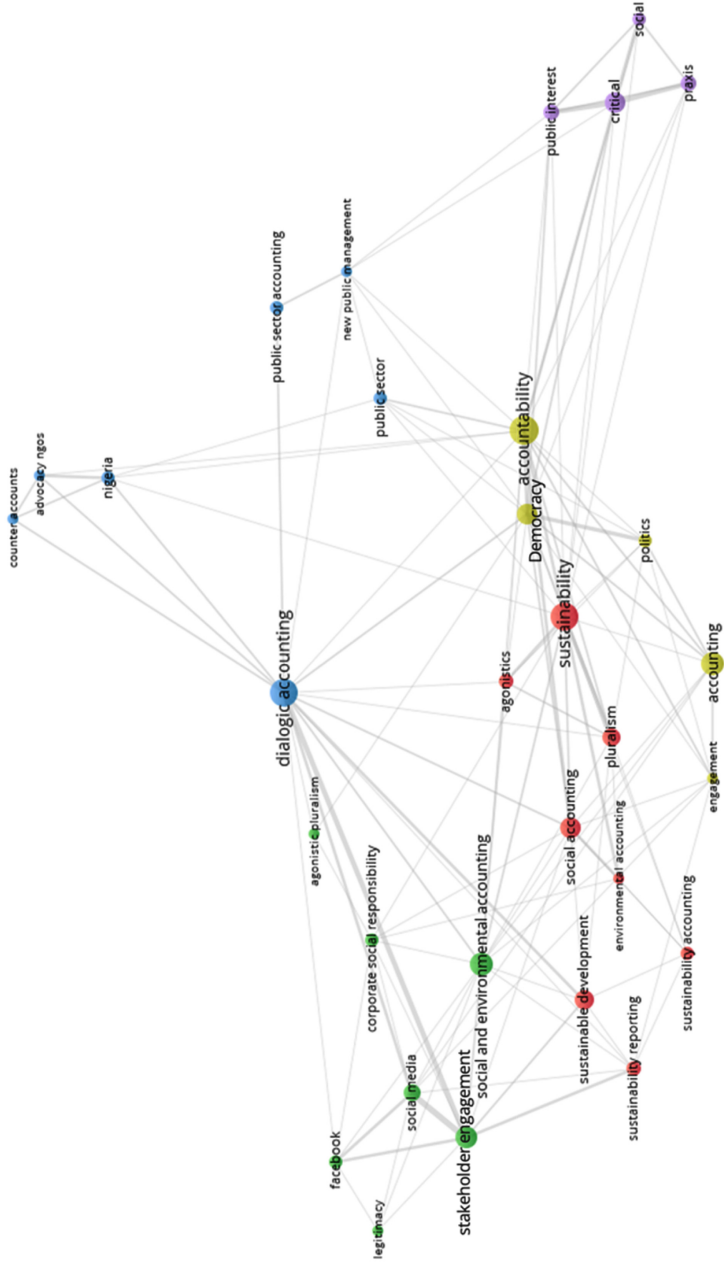 social
praxis
critical
public interest
new public management
public sector accounting
public sector
accountability
advocacy ngos
nigeria
counter accounts
Democracy
politics
sustainability
dialogic accounting
agonistics
accounting
pluralism
engagement
agonistic pluralism
social accounting
environmental accounting
corporate social responsibility
social and environmental accounting
sustainability accounting
sustainable development
sustainability reporting
social media
stakeholder engagement
facebook
legitimacy